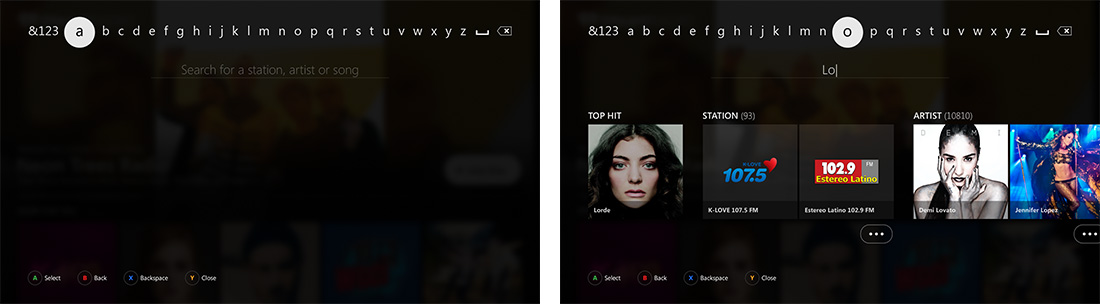 &123 a b c d e f g h i j k l m n o p q r s t u v w x y z
Search for a station, artist or song
A Select B Back X Backspace Y Close
&123 a b c d e f g h i j k l m n o p q r s t u v w x y z
Lo
TOP HIT STATION (93) ARTIST (10810)
DEMI
K-LOVE
107.5
102.9 FM
Estereo Latino
Lorde K-LOVE 107.5 FM Estereo Latino 102.9 FM Demi Lovato Jennifer Lopez
A Select B Back X Backspace Y Close